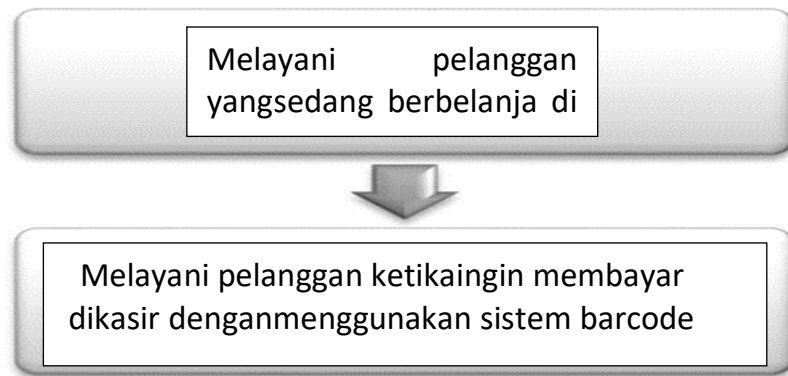 Melayani pelanggan
yangsedang berbelanja di
Melayani pelanggan ketikaingin membayar
dikasir denganmenggunakan sistem barcode